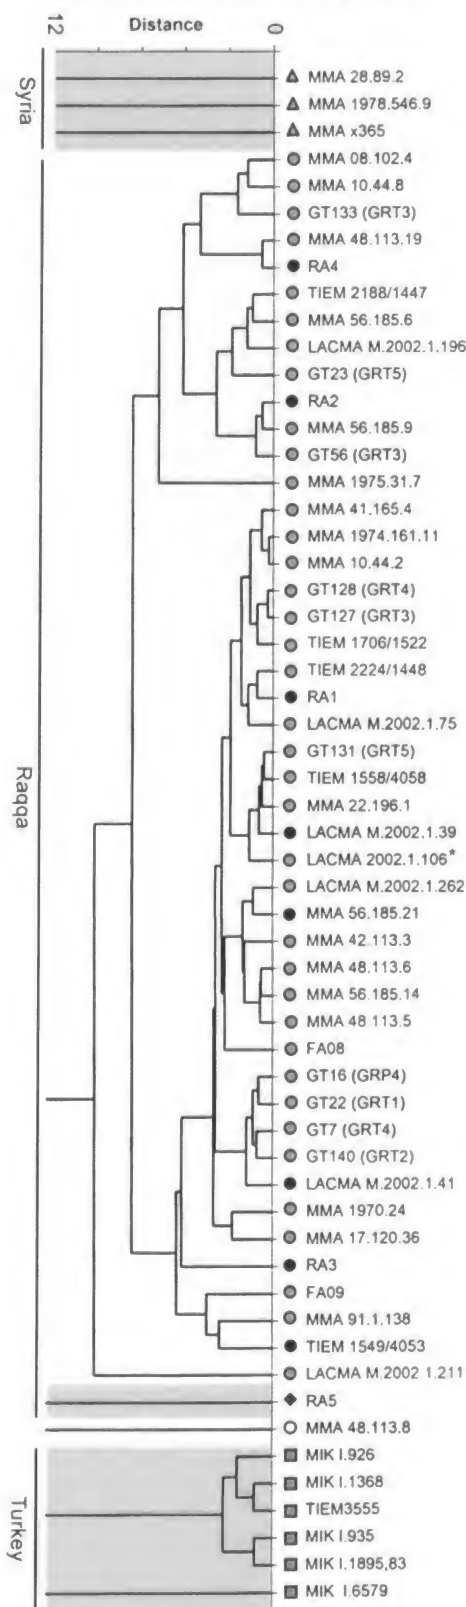 12 Distance 0
Syria
MMA 28.89.2
MMA 1978.546.9
MMA x365
Raqqa
MMA 08.102.4
MMA 10.44.8
GT133 (GRT3)
MMA 48.113.19
RA4
TIEM 2188/1447
MMA 56.185.6
LACMA M.2002.1.196
GT23 (GRT5)
RA2
MMA 56.185.9
GT56 (GRT3)
MMA 1975.31.7
MMA 41.165.4
MMA 1974.161.11
MMA 10.44.2
GT128 (GRT4)
GT127 (GRT3)
TIEM 1706/1522
TIEM 2224/1448
RA1
LACMA M.2002.1.75
GT131 (GRT5)
TIEM 1558/4058
MMA 22.196.1
LACMA M.2002.1.39
LACMA 2002.1.106*
LACMA M.2002.1.262
MMA 56.185.21
MMA 42.113.3
MMA 48.113.6
MMA 56.185.14
MMA 48 113.5
FA08
GT16 (GRP4)
GT22 (GRT1)
GT7 (GRT4)
GT140 (GRT2)
LACMA M.2002.1.41
MMA 1970.24
MMA 17.120.36
RA3
FA09
MMA 91.1.138
TIEM 1549/4053
LACMA M.2002 1.211
RA5
MMA 48.113.8
Turkey
MIK I.926
MIK I.1368
TIEM3555
MIK I.935
MIK I.1895,83
MIK I.6579